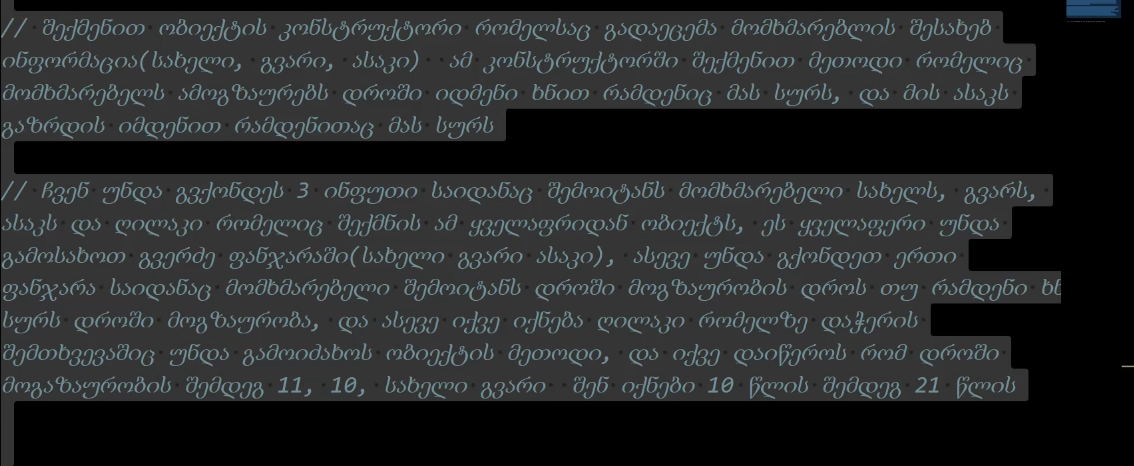 // შექმენით ობიექტის კონსტრუქტორი რომელსაც გადაეცემა მომხმარებლის შესახებ
ინფორმაცია(სახელი, გვარი, ასაკი)  ამ კონსტრუქტორში შექმენით მეთოდი რომელიც
მომხმარებელს ამოგზაურებს დროში იდმენი ხნით რამდენიც მას სურს, და მის ასაკს
გაზრდის იმდენით რამდენითაც მას სურს
// ჩვენ უნდა გვქონდეს 3 ინფუთი საიდანაც შემოიტანს მომხმარებელი სახელს, გვარს,
ასაკს და ღილაკი რომელიც შექმნის ამ ყველაფრიდან ობიექტს, ეს ყველაფერი უნდა
გამოსახოთ გვერძე ფანჯარაში(სახელი გვარი ასაკი), ასევე უნდა გქონდეთ ერთი
ფანჯარა საიდანაც მომხმარებელი შემოიტანს დროში მოგზაურობის დროს თუ რამდენი
სურს დროში მოგზაურობა, და ასევე იქვე იქნება ღილაკი რომელზე დაჭერის
შემთხვევაშიც უნდა გამოიძახოს ობიექტის მეთოდი, და იქვე დაიწეროს რომ დროში
მოგაზაურობის შემდეგ 11, 10, სახელი გვარი  შენ იქნები 10 წლის შემდეგ 21 წლის